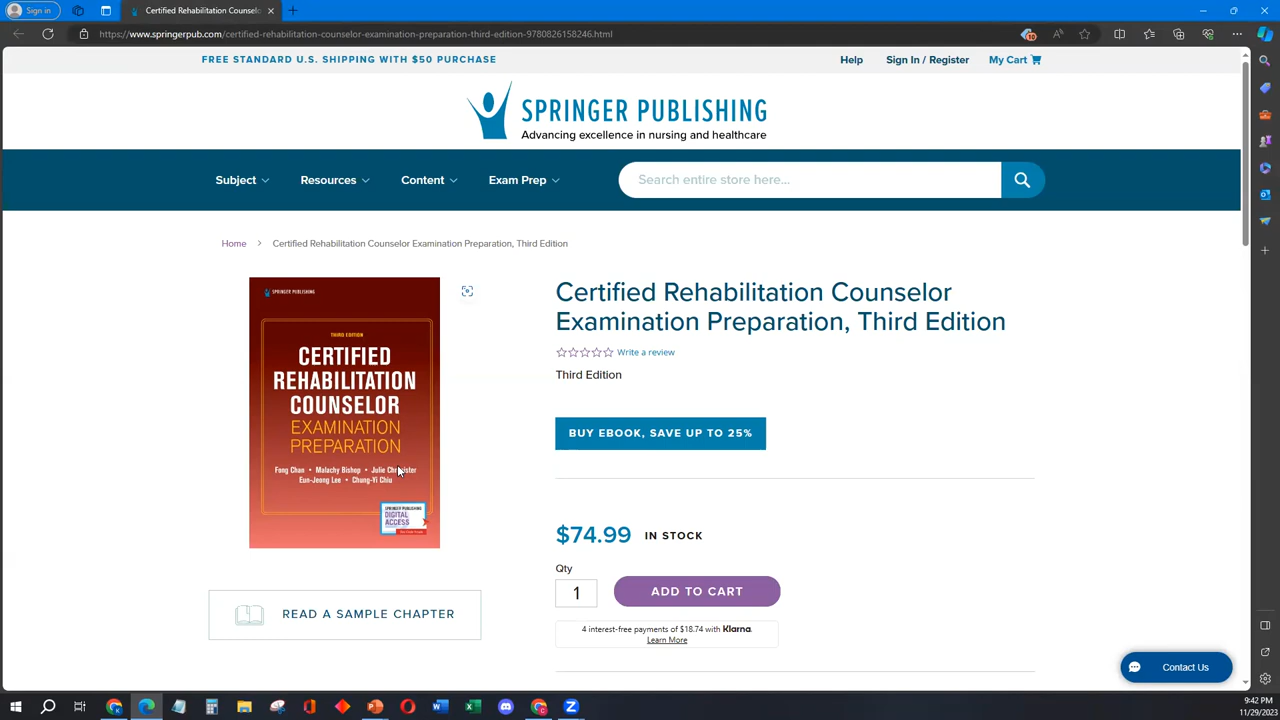 Sign in
Certified Rehabilitation Counselo
https://www.springerpub.com/certified-rehabilitation-counselor-examination-preparation-third-edition-9780826158246.html
10
FREE STANDARD U.S. SHIPPING WITH $50 PURCHASE
Help
Sign In / Register
My Cart
SPRINGER PUBLISHING
Advancing excellence in nursing and healthcare
Subject
Resources
Content
Exam Prep
Search entire store here...
Home > Certified Rehabilitation Counselor Examination Preparation, Third Edition
SPRINGER PUBLISHING
THIRD EDITION
CERTIFIED
REHABILITATION
COUNSELOR
EXAMINATION
PREPARATION
Fong Chan • Malachy Bishop • Julie
Eun-Jeong Lee • Chung-Yi Chiu
SPRINGER PUBLISHING
DIGITAL
ACCESS
READ A SAMPLE CHAPTER
Certified Rehabilitation Counselor
Examination Preparation, Third Edition
Write a review
Third Edition
BUY EBOOK, SAVE UP TO 25%
$74.99 IN STOCK
Qty
1
ADD TO CART
4 interest-free payments of $18.74 with Klarna.
Learn More
Contact Us
9:42 PM
11/29/2023